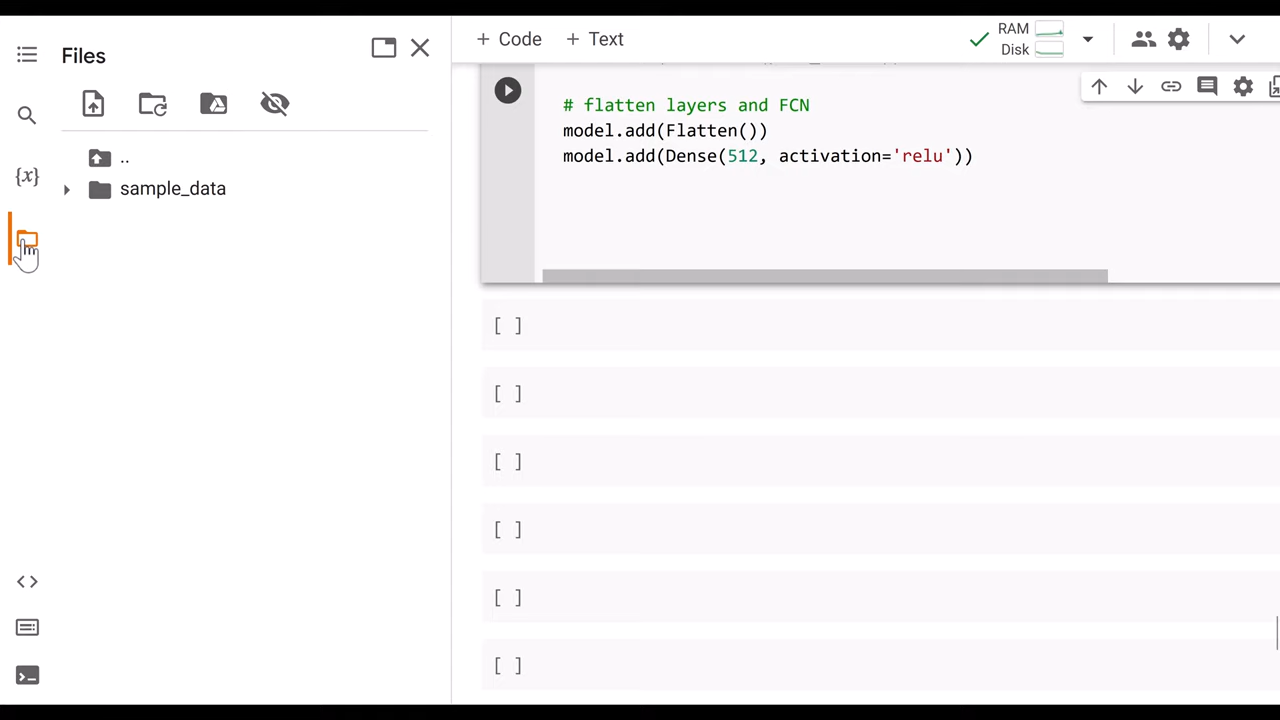 Files
+ Code + Text
RAM
Disk
..
sample_data
{x}
# flatten layers and FCN
model.add(Flatten())
model.add(Dense(512, activation='relu'))
[ ]
[ ]
[ ]
[ ]
[ ]
[ ]